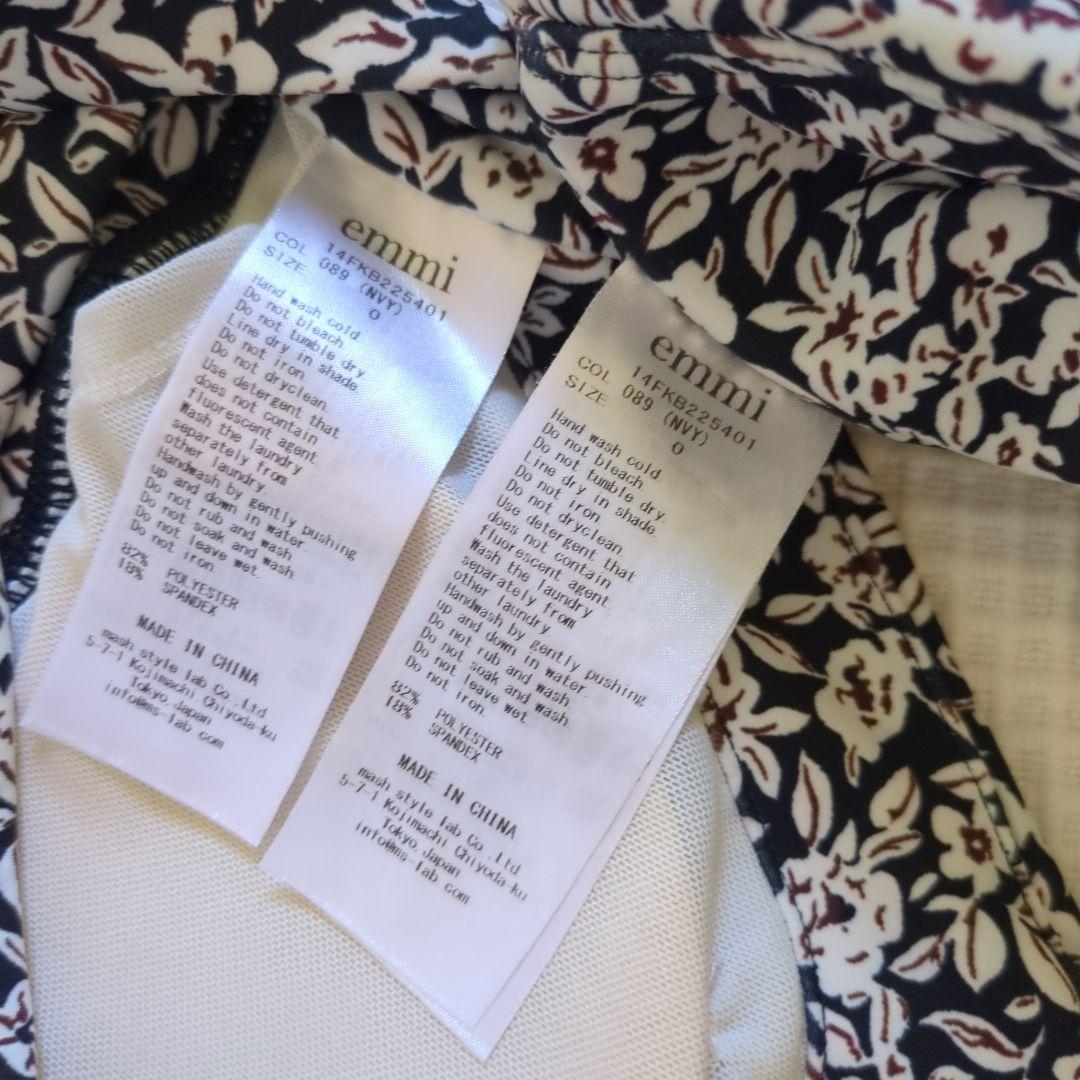 emmi
14FKB225401
COL 089 (NVY)
SIZE 0
Hand wash cold.
Do not bleach.
Do not tumble dry.
Line dry in shade.
Do not iron.
Do not dryclean.
Use detergent that
does not contain
fluorescent agent.
Wash the laundry
separately from
other laundry.
Handwash by gently pushing
up and down in water.
Do not rub and wash.
Do not soak and wash.
Do not leave wet.
Do not iron.
82% POLYESTER
18% SPANDEX
MADE IN CHINA
mash style lab Co.,Ltd
5-7-1 Kojimachi Chiyoda-ku
Tokyo,Japan
info@ms-lab com
emmi
14FKB225401
COL 089 (NVY)
SIZE 0
Hand wash cold.
Do not bleach.
Do not tumble dry.
Line dry in shade.
Do not iron.
Do not dryclean.
Use detergent that
does not contain
fluorescent agent.
Wash the laundry
separately from
other laundry.
Handwash by gently pushing
up and down in water.
Do not rub and wash.
Do not soak and wash.
Do not leave wet.
Do not iron.
82% POLYESTER
18% SPANDEX
MADE IN CHINA
mash style lab Co.,Ltd
5-7-1 Kojimachi Chiyoda-ku
Tokyo,Japan
info@ms-lab com